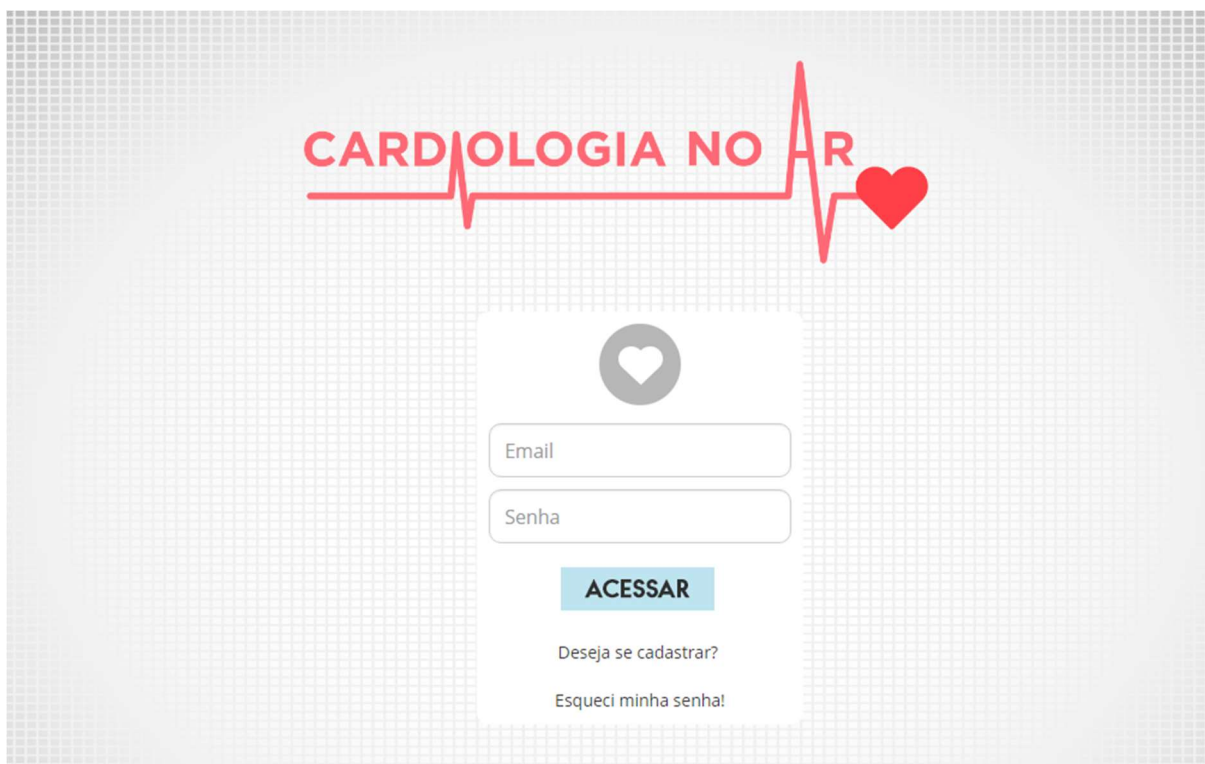 CARDIOLOGIA NO AR
Email
Senha
ACESSAR
Deseja se cadastrar?
Esqueci minha senha!